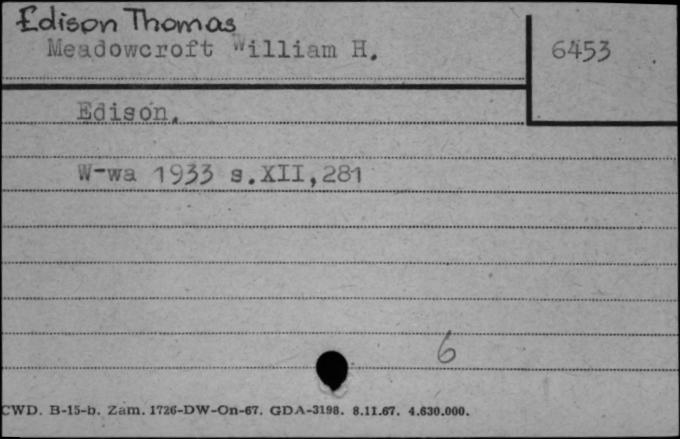 Edison Thomas
Meadowcroft William H.
6453
Edison.
W-wa 1933 s.XII,281
6
CWD. B-15-b. Zam. 1726-DW-On-67. GDA-3198. 8.11.67. 4.630.000.